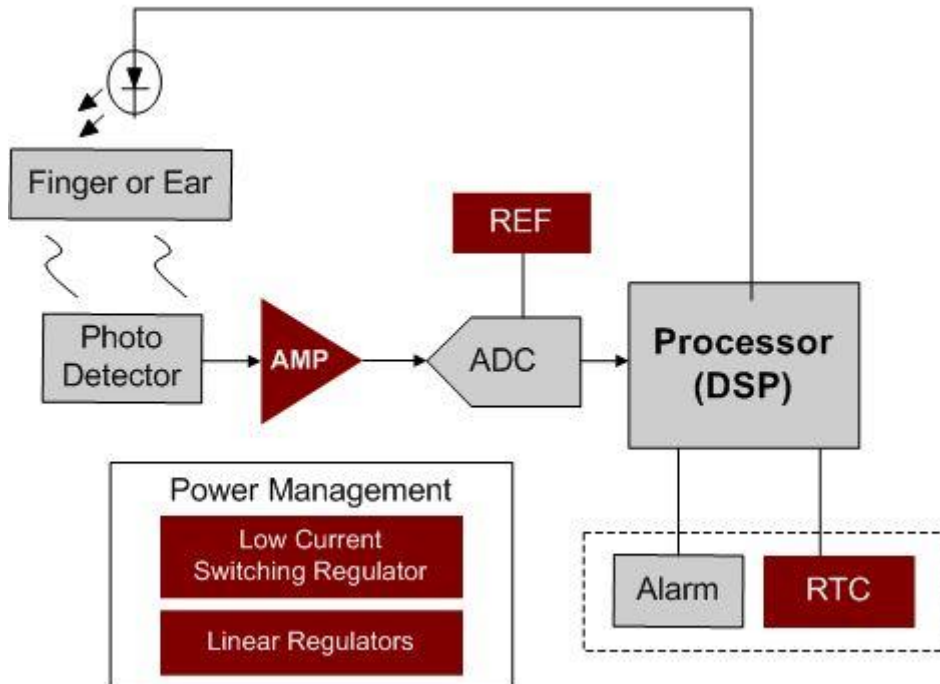 Finger or Ear
REF
Photo
Detector
AMP
ADC
Processor
(DSP)
Power Management
Low Current
Switching Regulator
Linear Regulators
Alarm
RTC